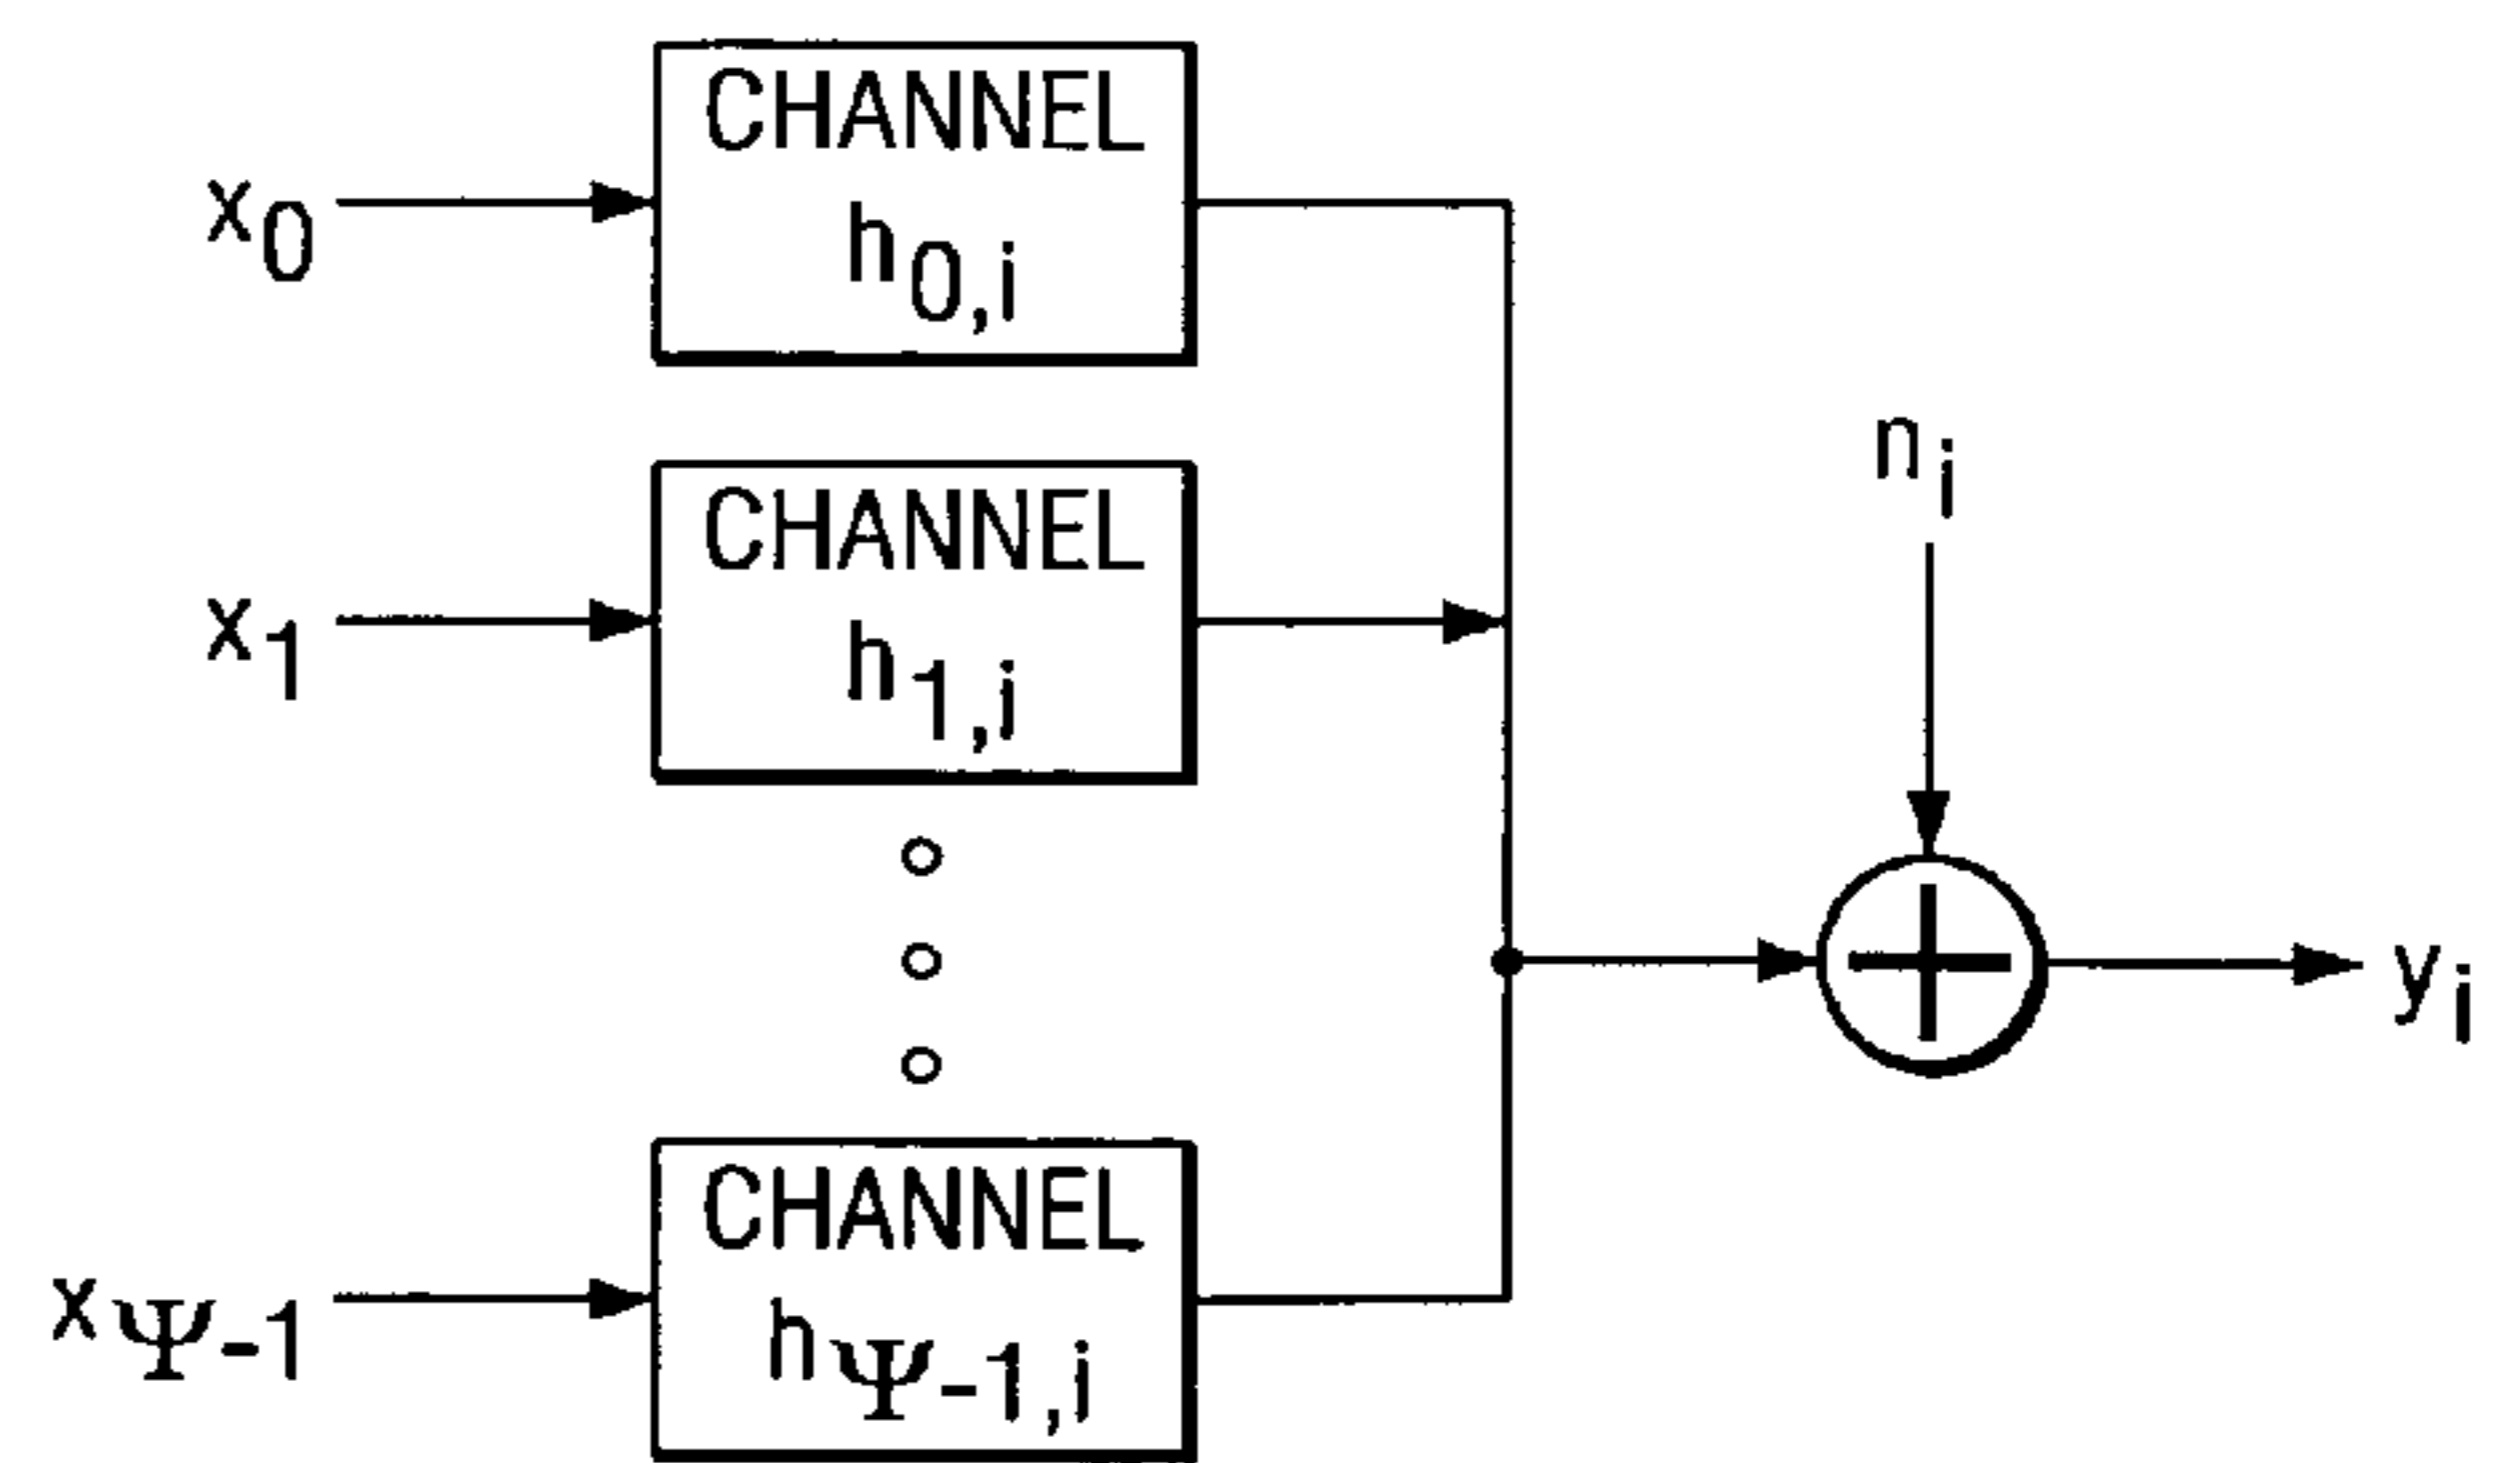 CHANNEL
x0
h0,i
CHANNEL
ni
x1
h1,i
yi
CHANNEL
xΨ-1
hΨ-1,i